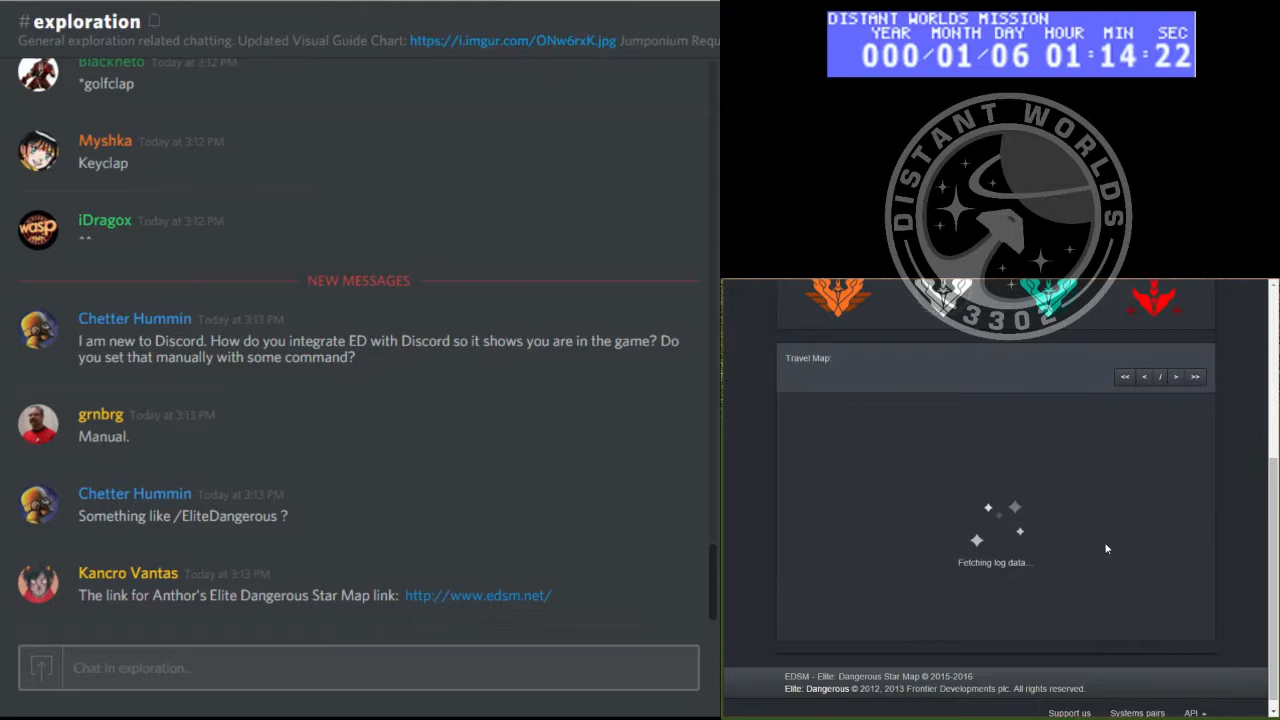 #exploration
General exploration related chatting. Updated Visual Guide Chart: https://i.imgur.com/ONw6rxK.jpg Jumponium Requ
Blackneto Today at 3:12 PM
*golfclap
Myshka Today at 3:12 PM
Keyclap
iDragox Today at 3:12 PM
^^
NEW MESSAGES
Chetter Hummin Today at 3:13 PM
I am new to Discord. How do you integrate ED with Discord so it shows you are in the game? Do
you set that manually with some command?
grnbrg Today at 3:13 PM
Manual.
Chetter Hummin Today at 3:13 PM
Something like /EliteDangerous ?
Kancro Vantas Today at 3:13 PM
The link for Anthor's Elite Dangerous Star Map link: http://www.edsm.net/
Chat in exploration...
DISTANT WORLDS MISSION
YEAR MONTH DAY HOUR MIN SEC
000/01/06 01:14:22
DISTANT WORLDS
3302
Travel Map:
<< < / > >>
Fetching log data...
EDSM - Elite: Dangerous Star Map © 2015-2016
Elite: Dangerous © 2012, 2013 Frontier Developments plc. All rights reserved.
Support us Systems pairs API
wasp